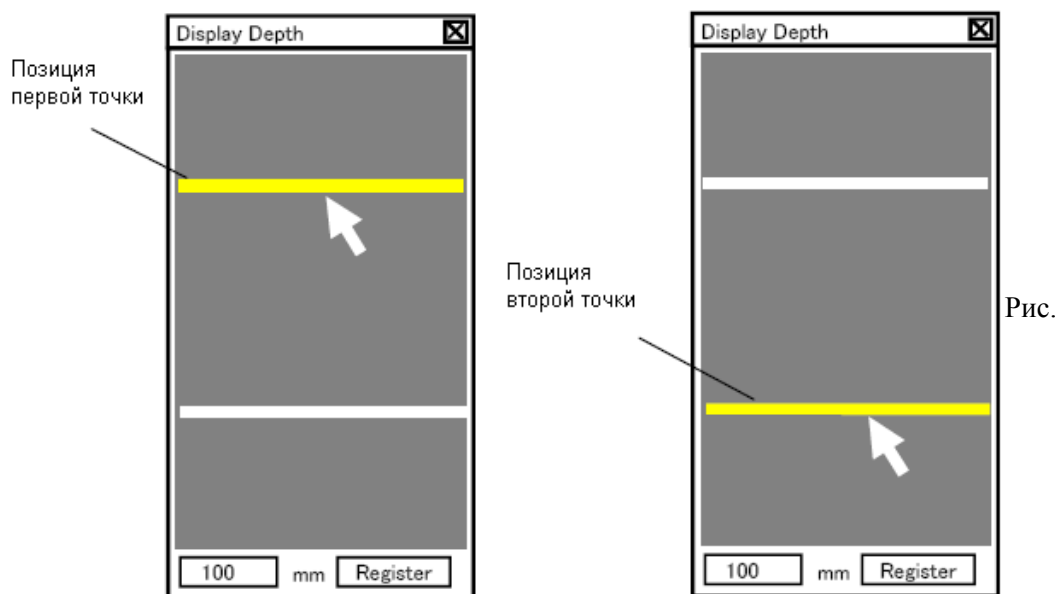 Display Depth
Позиция
первой точки
100 mm Register
Display Depth
Позиция
второй точки
100 mm Register
Рис.